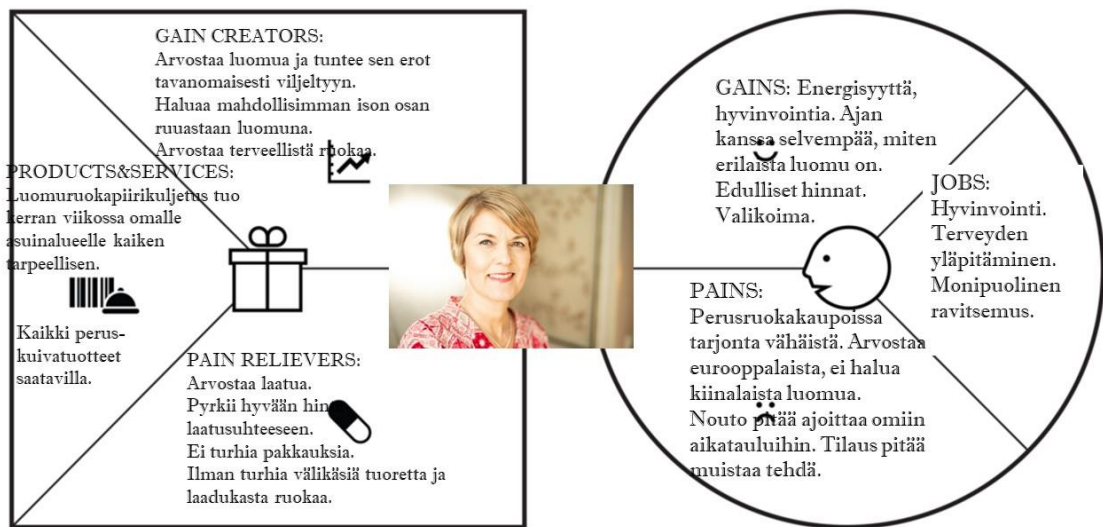 GAIN CREATORS:
Arvostaa luomua ja tuntee sen erot
tavanomaisesti viljeltyyn.
Haluaa mahdollisimman ison osan
ruuastaan luomuna.
Arvostaa terveellistä ruokaa.
PRODUCTS&SERVICES:
Luomuruokapiirikuljetus tuo
kerran viikossa omalle
asuinalueelle kaiken
tarpeellisen.
Kaikki perus-
kuivatuotteet
saatavilla.
PAIN RELIEVERS:
Arvostaa laatua.
Pyrkii hyvään
laatusuhteeseen.
Ei turhia pakkauksia.
Ilman turhia välikäsiä tuoretta ja
laadukasta ruokaa.
GAINS: Energisyyttä,
hyvinvointia. Ajan
kanssa selvempää, miten
erilaista luomu on.
Edulliset hinnat.
Valikoima.
PAINS:
Perusruokakaupoissa
tarjonta vähäistä. Arvostaa
eurooppalaista, ei halua
kiinalaista luomua.
Nouto pitää ajoittaa omiin
aikatauluihin. Tilaus pitää
muistaa tehdä.
JOBS:
Hyvinvointi.
Terveyden
yläpitäminen.
Monipuolinen
ravitsemus.